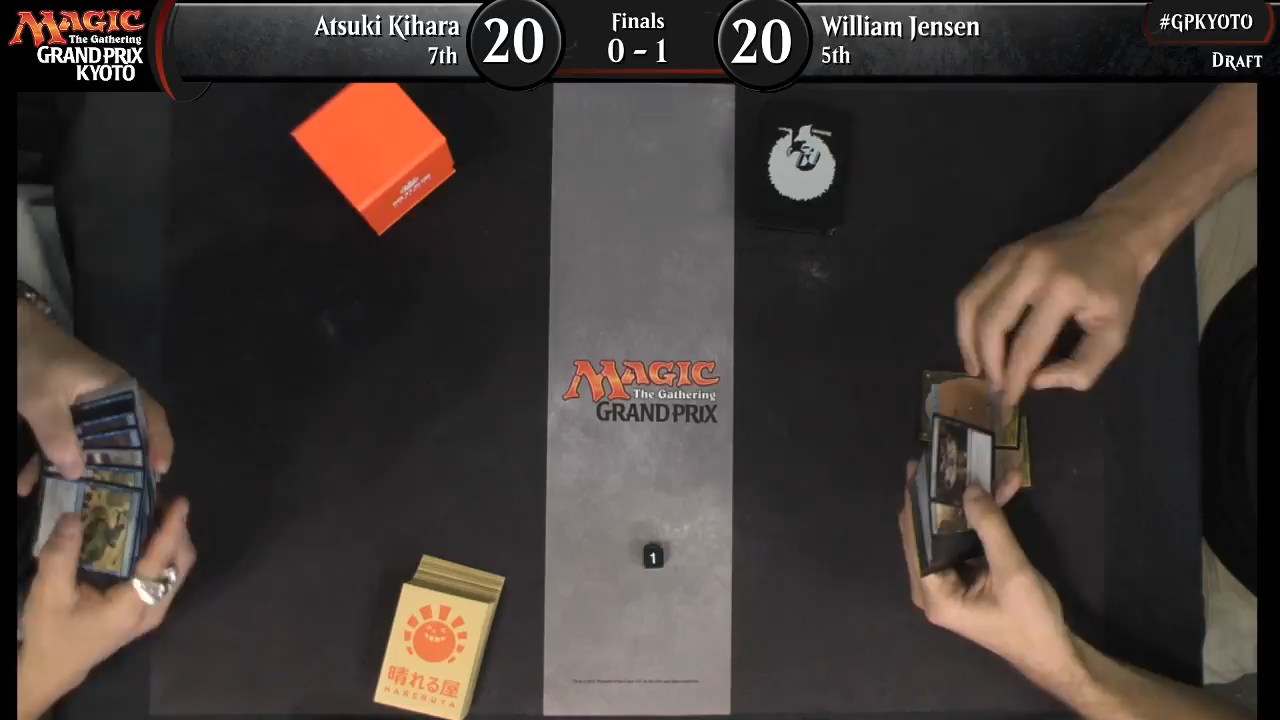 MAGIC
The Gathering
GRAND PRIX
KYOTO
Atsuki Kihara
7th
20
Finals
0 - 1
20
William Jensen
5th
#GPKYOTO
DRAFT
MAGIC
The Gathering
GRAND PRIX
1
晴れる屋
HARERUYA